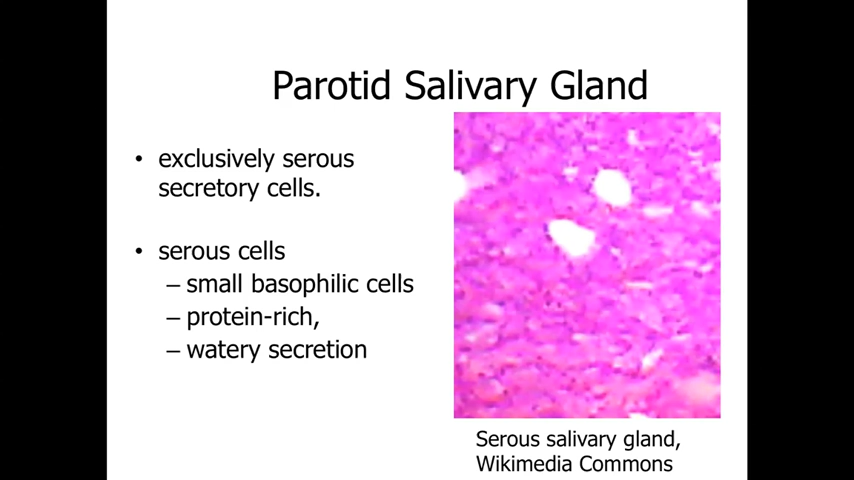 Parotid Salivary Gland
• exclusively serous
secretory cells.
• serous cells
– small basophilic cells
– protein-rich,
– watery secretion
Serous salivary gland,
Wikimedia Commons